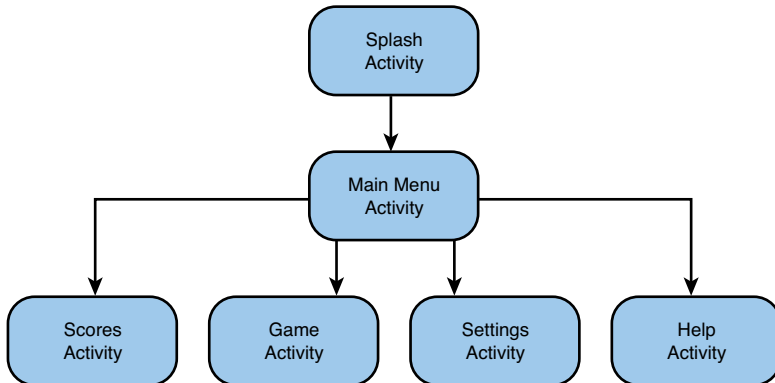 Splash
Activity
Main Menu
Activity
Scores
Activity
Game
Activity
Settings
Activity
Help
Activity